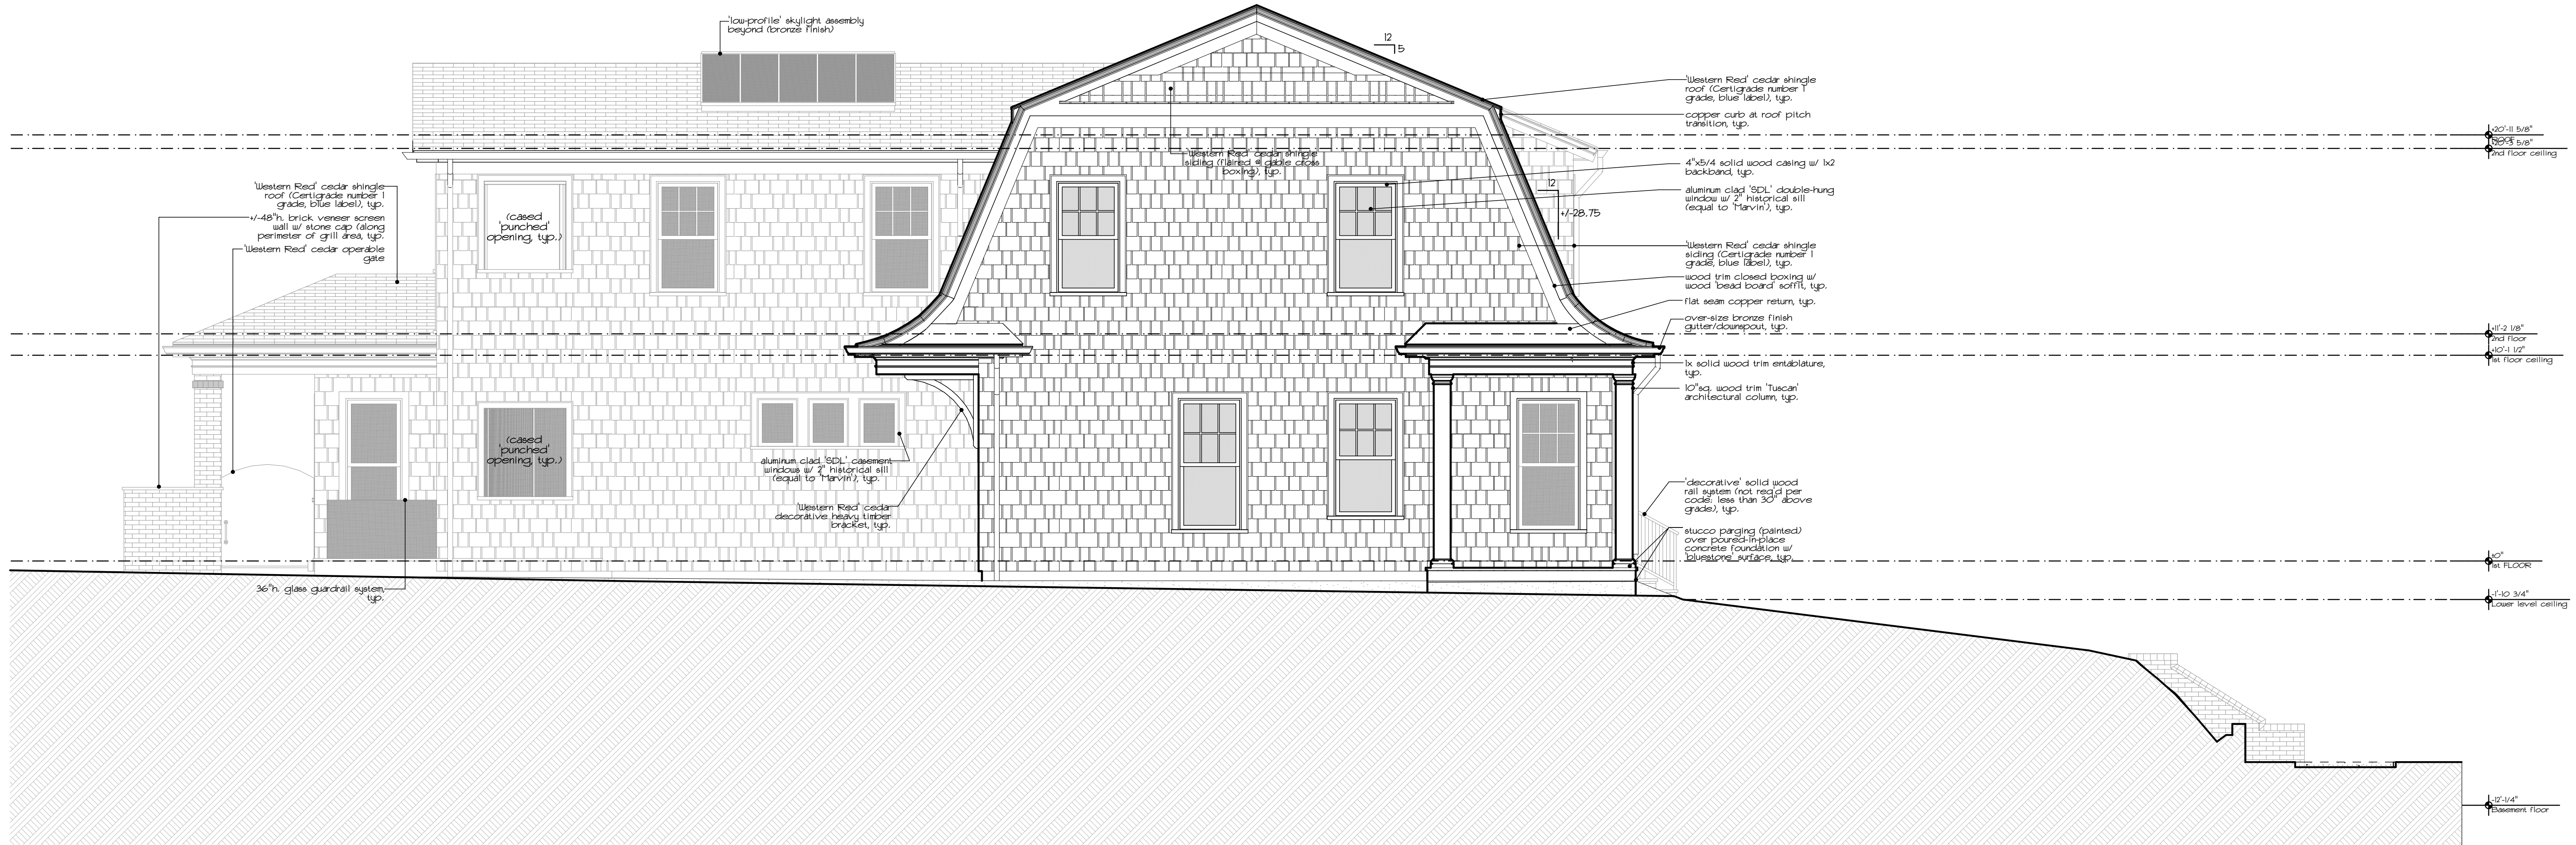 'low-profile' skylight assembly
beyond (bronze finish)
12
5
'Western Red' cedar shingle
roof (Certigrade number 1
grade, blue label), typ.
copper curb at roof pitch
transition, typ.
+20'-11 5/8"
ROOF
+20'-3 5/8"
2nd floor ceiling
'Western Red' cedar shingle
siding (flaired @ gable cross
boxing), typ.
4"x5/4 solid wood casing w/ 1x2
backband, typ.
12
+/-28.75
aluminum clad 'SDL' double-hung
window w/ 2" historical sill
(equal to 'Marvin'), typ.
'Western Red' cedar shingle
roof (Certigrade number 1
grade, blue label), typ.
+/-48"h. brick veneer screen
wall w/ stone cap (along
perimeter of grill area, typ.
'Western Red' cedar operable
gate
(cased
'punched'
opening, typ.)
'Western Red' cedar shingle
siding (Certigrade number 1
grade, blue label), typ.
wood trim closed boxing w/
wood 'bead board' soffit, typ.
flat seam copper return, typ.
over-size bronze finish
gutter/downspout, typ.
+11'-2 1/8"
2nd floor
+10'-1 1/2"
1st floor ceiling
1x solid wood trim entablature,
typ.
10"sq. wood trim 'Tuscan'
architectural column, typ.
(cased
'punched'
opening, typ.)
aluminum clad 'SDL' casement
windows w/ 2" historical sill
(equal to 'Marvin'), typ.
'Western Red' cedar
decorative heavy timber
bracket, typ.
'decorative' solid wood
rail system (not req'd per
code: less than 30" above
grade), typ.
stucco parging (painted)
over poured-in-place
concrete foundation w/
'bluestone' surface, typ.
±0"
1st FLOOR
36"h. glass guardrail system,
typ.
-1'-10 3/4"
Lower level ceiling
-12'-1/4"
Basement floor